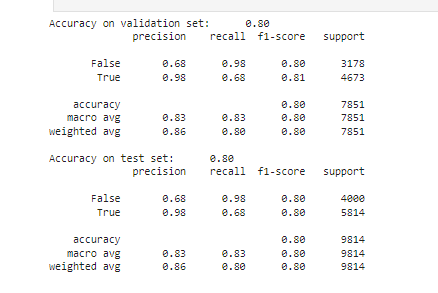 Accuracy on validation set: 0.80
precision recall f1-score support
False 0.68 0.98 0.80 3178
True 0.98 0.68 0.81 4673
accuracy 0.80 7851
macro avg 0.83 0.83 0.80 7851
weighted avg 0.86 0.80 0.80 7851
Accuracy on test set: 0.80
precision recall f1-score support
False 0.68 0.98 0.80 4000
True 0.98 0.68 0.80 5814
accuracy 0.80 9814
macro avg 0.83 0.83 0.80 9814
weighted avg 0.86 0.80 0.80 9814